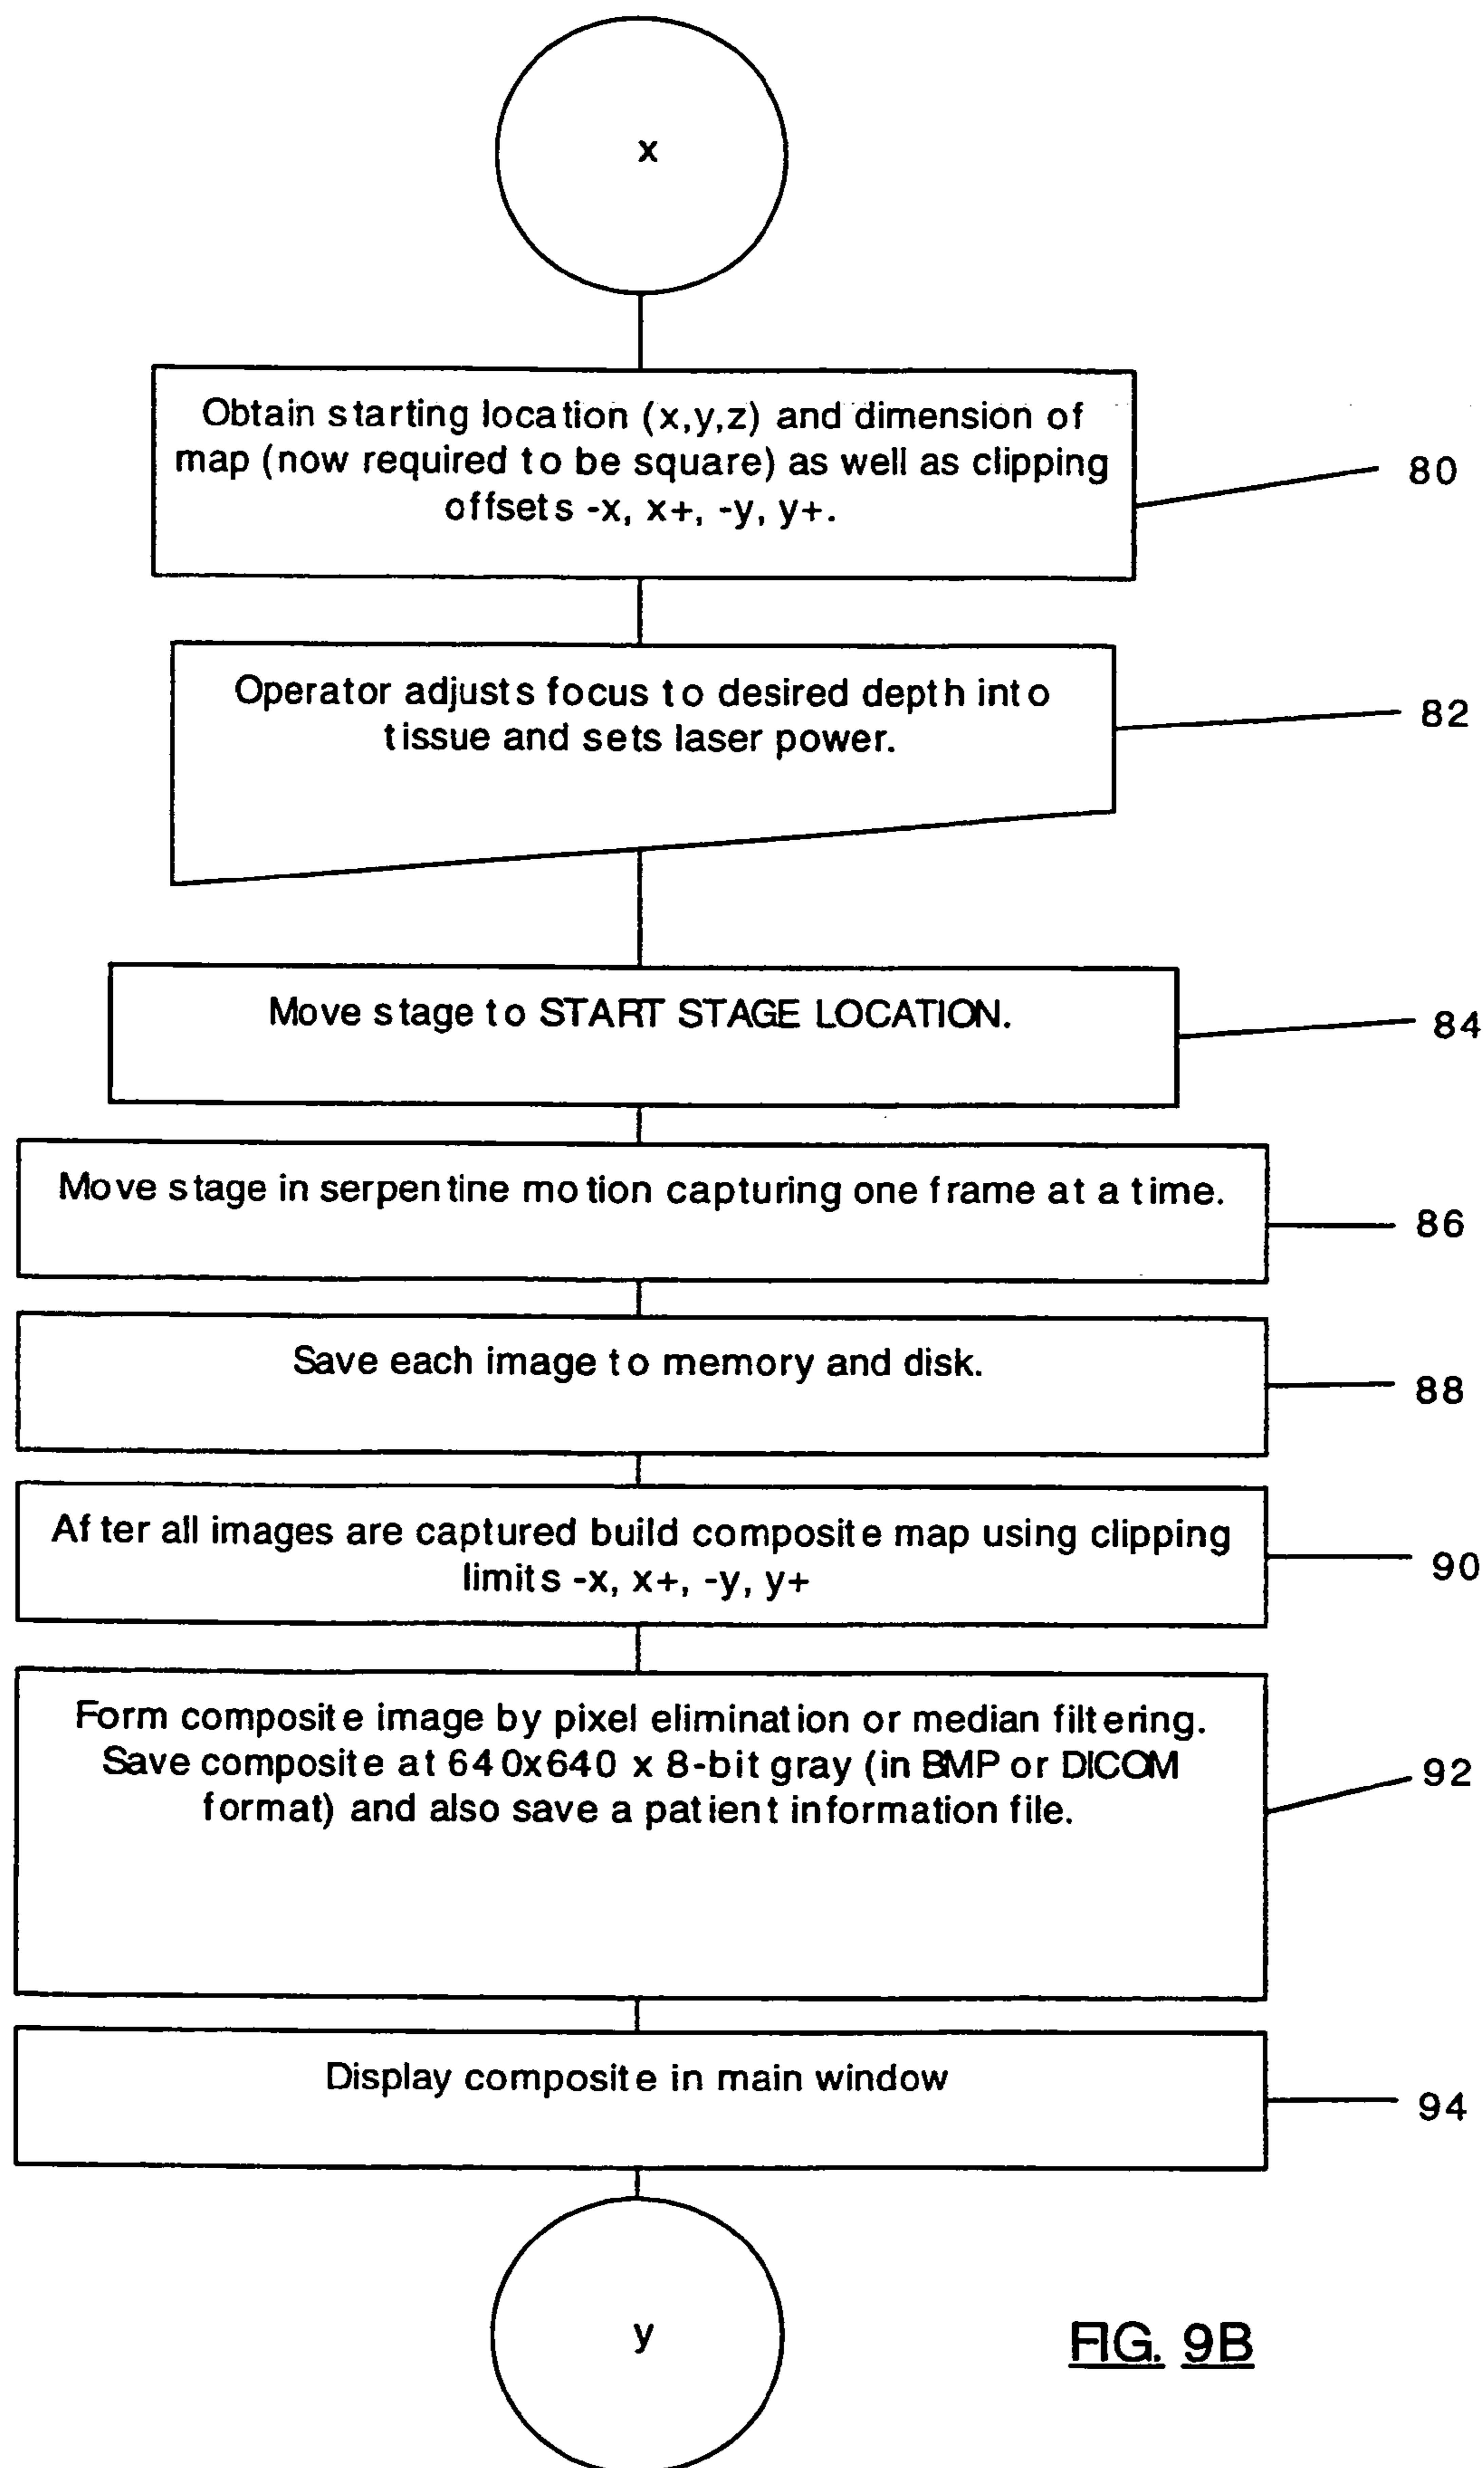 x
Obtain starting location (x,y,z) and dimension of
map (now required to be square) as well as clipping
offsets -x, x+, -y, y+.
80
Operator adjusts focus to desired depth into
tissue and sets laser power.
82
Move stage to START STAGE LOCATION.
84
Move stage in serpentine motion capturing one frame at a time.
86
Save each image to memory and disk.
88
After all images are captured build composite map using clipping
limits -x, x+, -y, y+
90
Form composite image by pixel elimination or median filtering.
Save composite at 640x640 x 8-bit gray (in BMP or DICOM
format) and also save a patient information file.
92
Display composite in main window
94
y
FIG. 9B